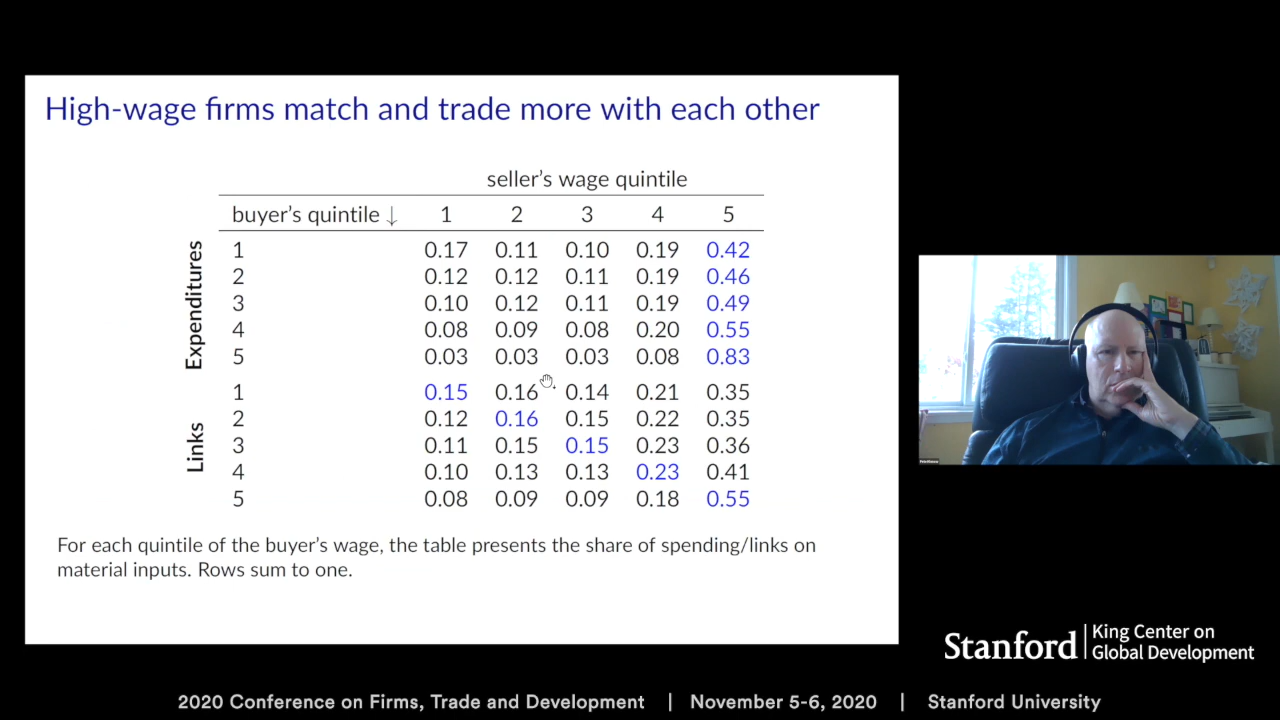 High-wage firms match and trade more with each other
seller's wage quintile
buyer's quintile ↓ 1 2 3 4 5
Expenditures
1 0.17 0.11 0.10 0.19 0.42
2 0.12 0.12 0.11 0.19 0.46
3 0.10 0.12 0.11 0.19 0.49
4 0.08 0.09 0.08 0.20 0.55
5 0.03 0.03 0.03 0.08 0.83
Links
1 0.15 0.16 0.14 0.21 0.35
2 0.12 0.16 0.15 0.22 0.35
3 0.11 0.15 0.15 0.23 0.36
4 0.10 0.13 0.13 0.23 0.41
5 0.08 0.09 0.09 0.18 0.55
For each quintile of the buyer's wage, the table presents the share of spending/links on
material inputs. Rows sum to one.
Stanford
King Center on
Global Development
2020 Conference on Firms, Trade and Development | November 5-6, 2020 | Stanford University